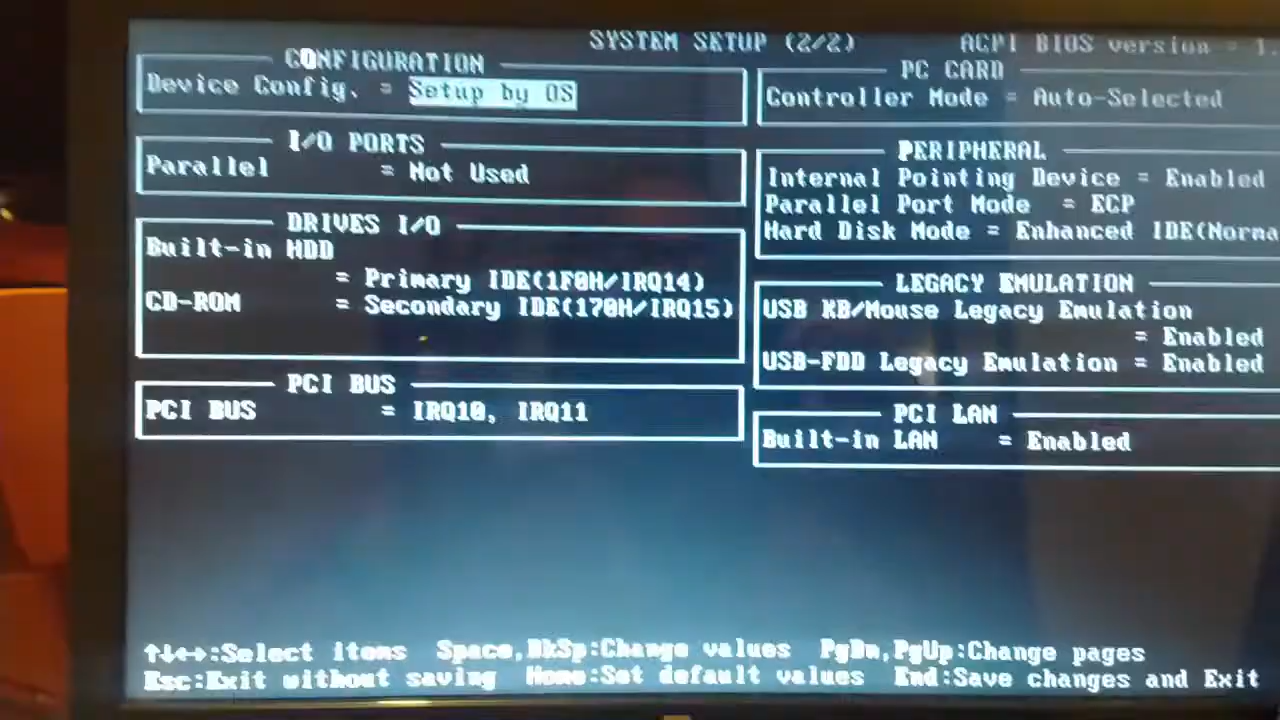 SYSTEM SETUP (2/2) ACPI BIOS version = 1.
CONFIGURATION
Device Config. = Setup by OS
I/O PORTS
Parallel = Not Used
DRIVES I/O
Built-in HDD
= Primary IDE(1F0H/IRQ14)
CD-ROM = Secondary IDE(170H/IRQ15)
PCI BUS
PCI BUS = IRQ10, IRQ11
PC CARD
Controller Mode = Auto-Selected
PERIPHERAL
Internal Pointing Device = Enabled
Parallel Port Mode = ECP
Hard Disk Mode = Enhanced IDE(Norma
LEGACY EMULATION
USB KB/Mouse Legacy Emulation
= Enabled
USB-FDD Legacy Emulation = Enabled
PCI LAN
Built-in LAN = Enabled
↑↓←→:Select items Space,BkSp:Change values PgDn,PgUp:Change pages
Esc:Exit without saving Home:Set default values End:Save changes and Exit